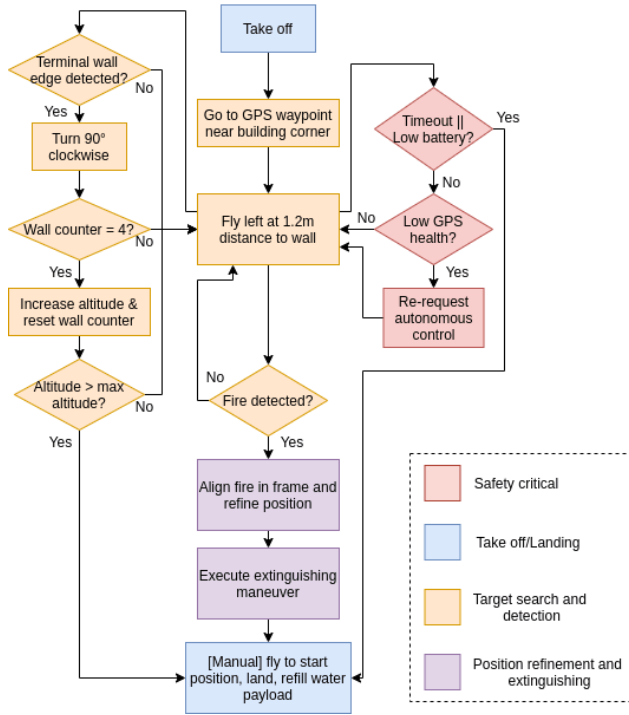 Take off
Terminal wall
edge detected?
No
Yes
Go to GPS waypoint
near building corner
Timeout ||
Low battery?
Yes
No
Turn 90°
clockwise
Wall counter = 4?
No
Yes
Fly left at 1.2m
distance to wall
No
Low GPS
health?
Yes
Increase altitude &
reset wall counter
Re-request
autonomous
control
Altitude > max
altitude?
No
Yes
No
Fire detected?
Yes
Align fire in frame and
refine position
Execute extinguishing
maneuver
[Manual] fly to start
position, land, refill water
payload
Safety critical
Take off/Landing
Target search and
detection
Position refinement and
extinguishing